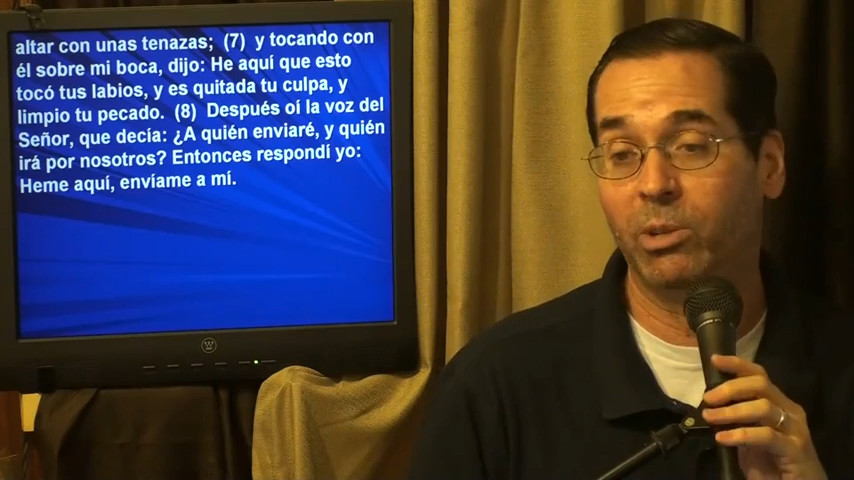 altar con unas tenazas; (7) y tocando con
él sobre mi boca, dijo: He aquí que esto
tocó tus labios, y es quitada tu culpa, y
limpio tu pecado. (8) Después oí la voz del
Señor, que decía: ¿A quién enviaré, y quién
irá por nosotros? Entonces respondí yo:
Heme aquí, envíame a mí.